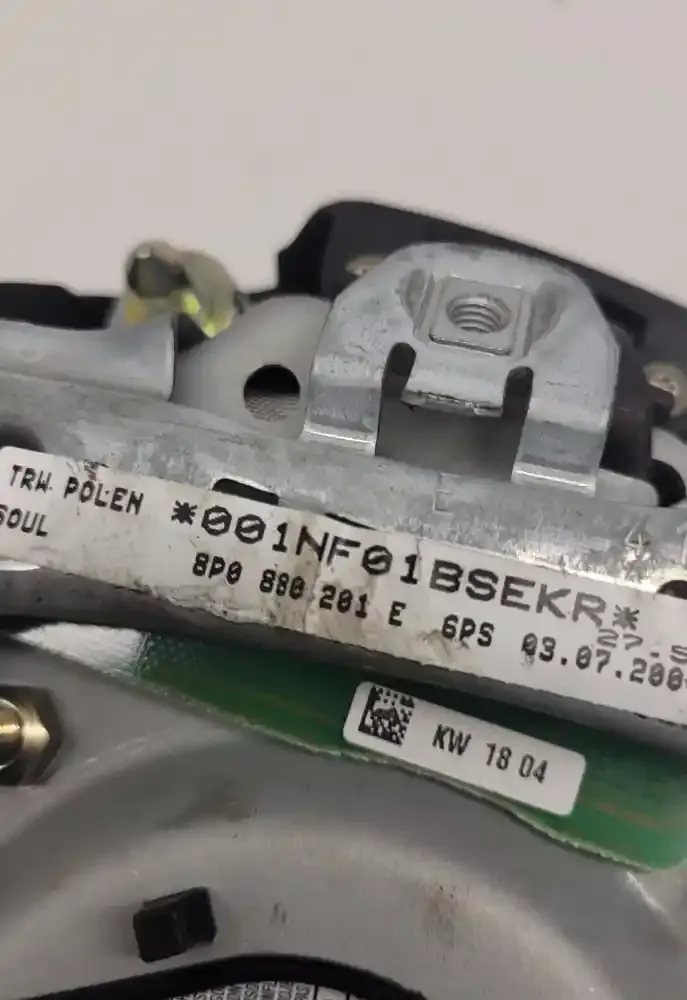 TRW POLEN *001NF01BSEKR*
SOUL
8P0 880 201 E 6PS 03.07.200
KW 18 04